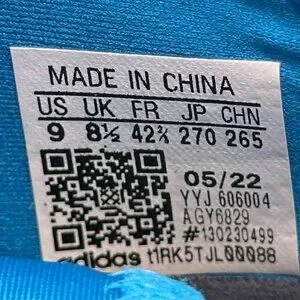 MADE IN CHINA
US UK FR JP CHN
9 8½ 42⅔ 270 265
05/22
YYJ 606004
AGY6829
#130230499
adidas t1RK5TJL00088